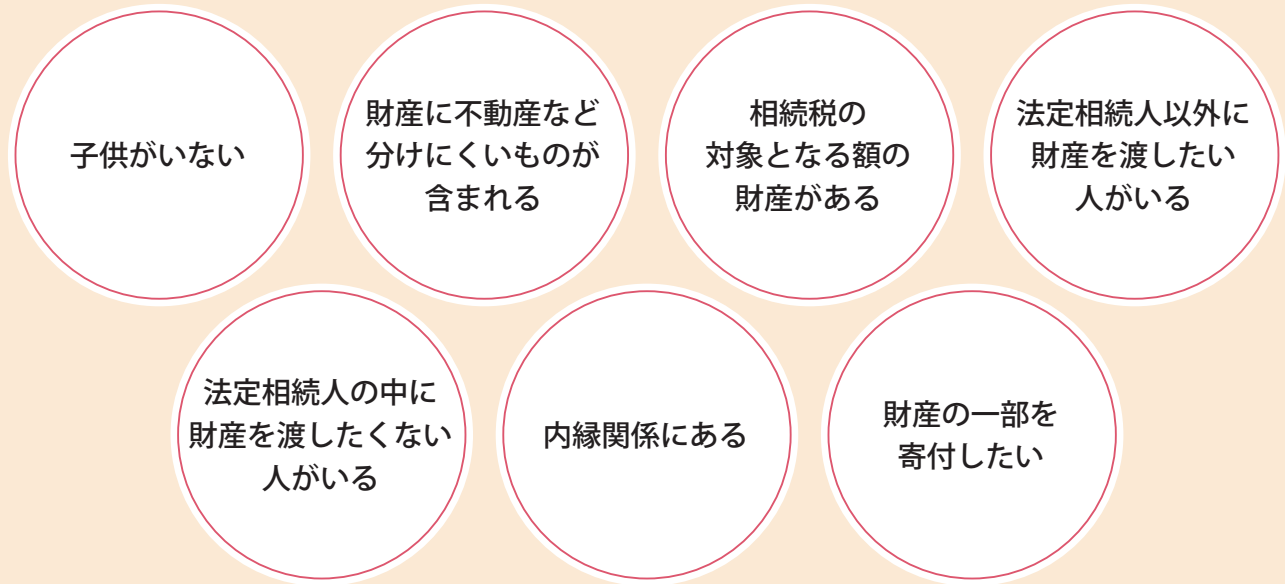 子供がいない
財産に不動産など
分けにくいものが
含まれる
相続税の
対象となる額の
財産がある
法定相続人以外に
財産を渡したい
人がいる
法定相続人の中に
財産を渡したくない
人がいる
内縁関係にある
財産の一部を
寄付したい